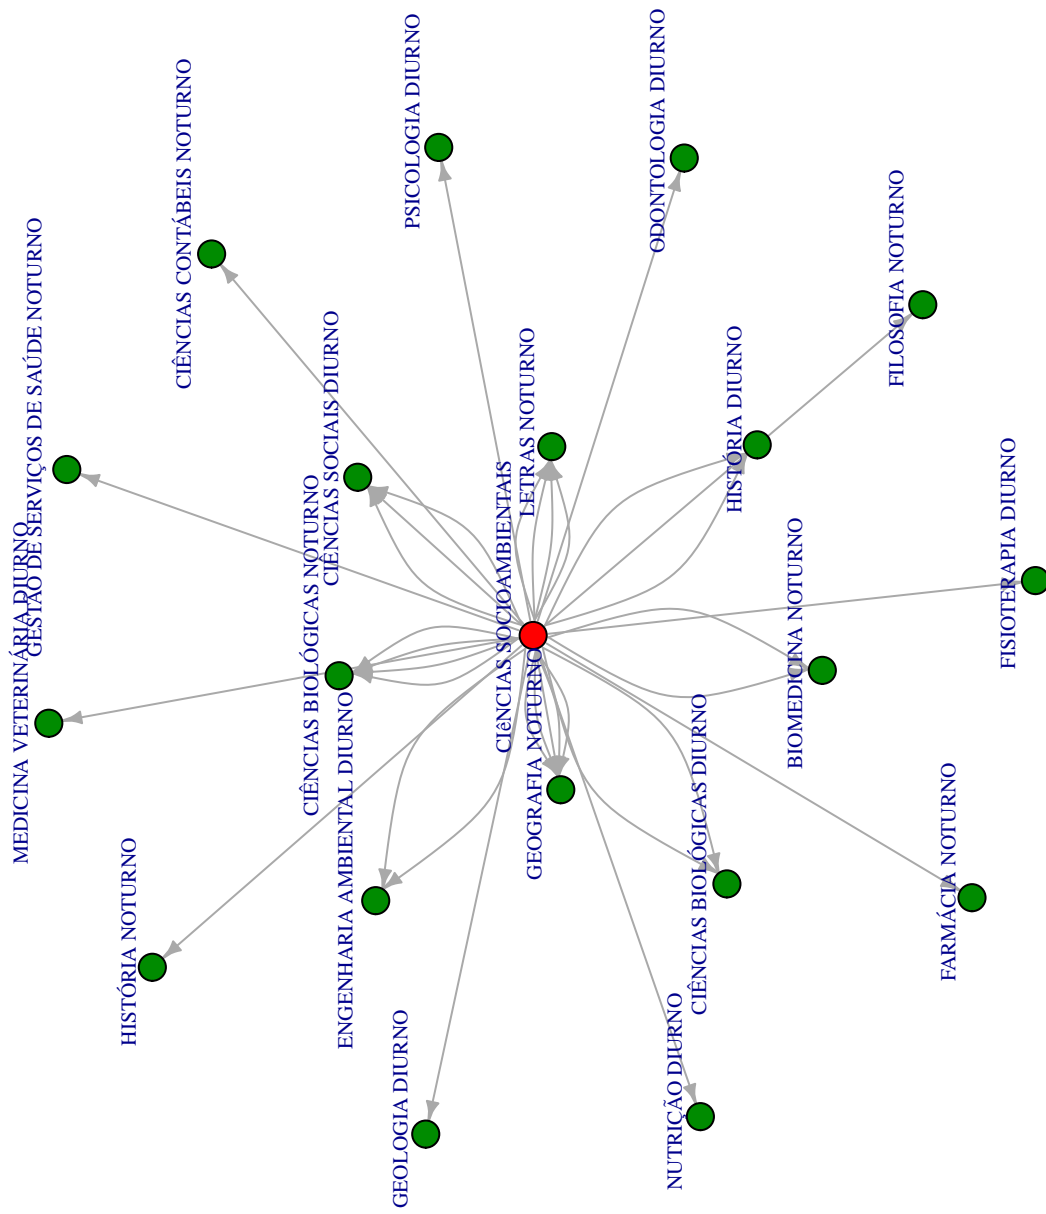 PSICOLOGIA DIURNO
ODONTOLOGIA DIURNO
CIÊNCIAS CONTÁBEIS NOTURNO
FILOSOFIA NOTURNO
GESTÃO DE SERVIÇOS DE SAÚDE NOTURNO
CIÊNCIAS SOCIAIS DIURNO
LETRAS NOTURNO
HISTÓRIA DIURNO
FISIOTERAPIA DIURNO
CIÊNCIAS BIOLÓGICAS NOTURNO
CIêNCIAS SOCIOAMBIENTAIS
BIOMEDICINA NOTURNO
MEDICINA VETERINÁRIA DIURNO
GEOGRAFIA NOTURNO
ENGENHARIA AMBIENTAL DIURNO
CIÊNCIAS BIOLÓGICAS DIURNO
FARMÁCIA NOTURNO
HISTÓRIA NOTURNO
GEOLOGIA DIURNO
NUTRIÇÃO DIURNO